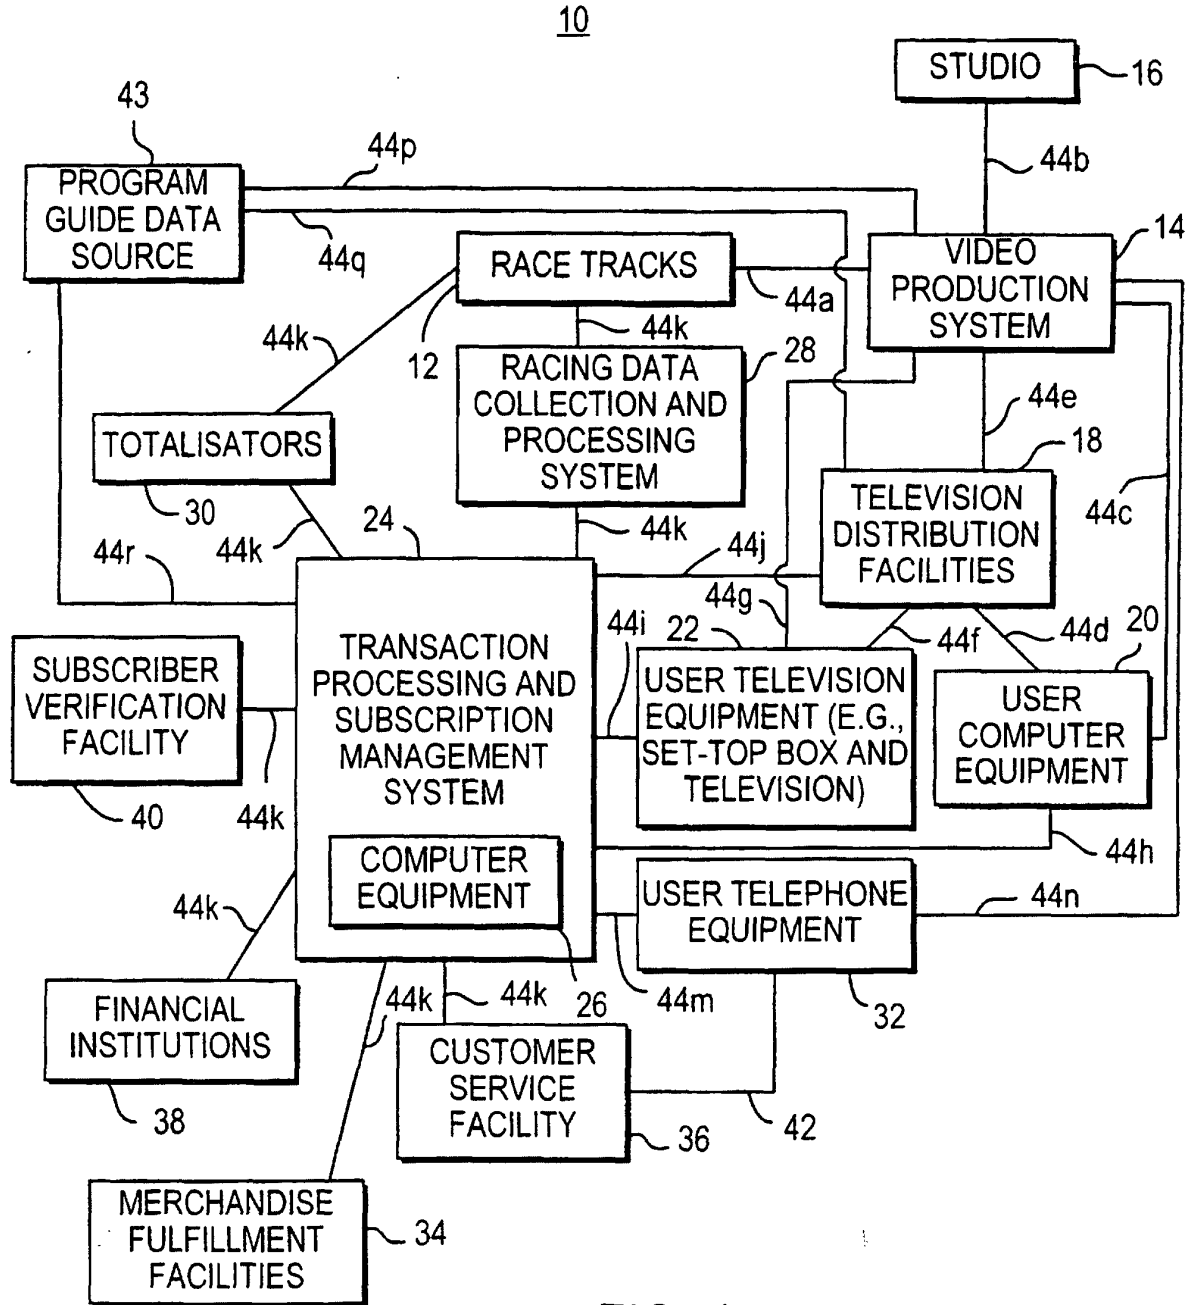 10
STUDIO
16
43
44p
44b
PROGRAM
GUIDE DATA
SOURCE
44q
RACE TRACKS
44a
VIDEO
PRODUCTION
SYSTEM
14
44k
12
44k
RACING DATA
COLLECTION AND
PROCESSING
SYSTEM
28
44e
18
44c
TOTALISATORS
30
44k
24
44k
44j
TELEVISION
DISTRIBUTION
FACILITIES
44r
44g
44i
22
44f
44d
20
SUBSCRIBER
VERIFICATION
FACILITY
40
44k
TRANSACTION
PROCESSING AND
SUBSCRIPTION
MANAGEMENT
SYSTEM
USER TELEVISION
EQUIPMENT (E.G.,
SET-TOP BOX AND
TELEVISION)
USER
COMPUTER
EQUIPMENT
44h
COMPUTER
EQUIPMENT
26
USER TELEPHONE
EQUIPMENT
44n
32
44m
44k
44k
44k
FINANCIAL
INSTITUTIONS
38
CUSTOMER
SERVICE
FACILITY
36
42
MERCHANDISE
FULFILLMENT
FACILITIES
34